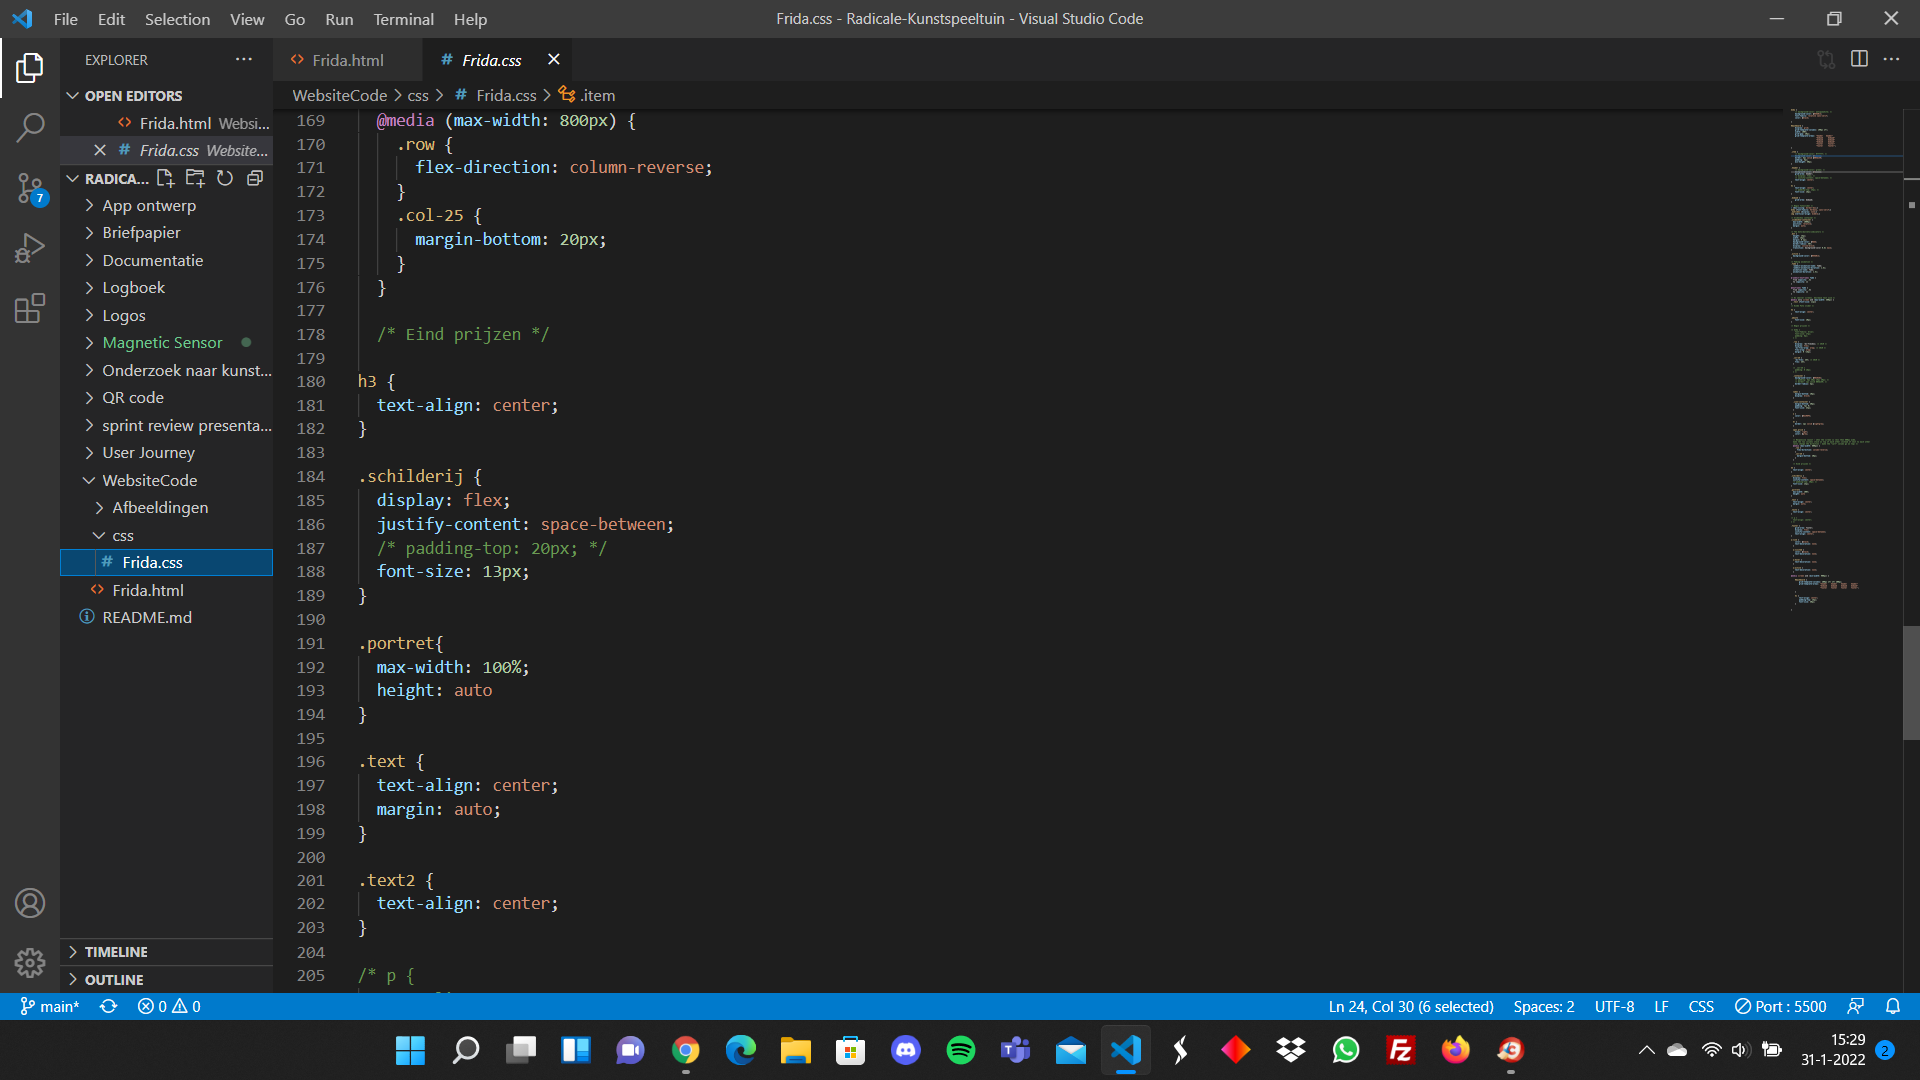 File Edit Selection View Go Run Terminal Help
Frida.css - Radicale-Kunstspeeltuin - Visual Studio Code
EXPLORER
OPEN EDITORS
Frida.html Websi...
Frida.css Website...
RADICA...
7
App ontwerp
Briefpapier
Documentatie
Logboek
Logos
Magnetic Sensor
Onderzoek naar kunst...
QR code
sprint review presenta...
User Journey
WebsiteCode
Afbeeldingen
css
Frida.css
Frida.html
README.md
TIMELINE
OUTLINE
Frida.html
# Frida.css
WebsiteCode > css > # Frida.css > .item
169 @media (max-width: 800px) {
170 .row {
171 flex-direction: column-reverse;
172 }
173 .col-25 {
174 margin-bottom: 20px;
175 }
176 }
177
178 /* Eind prijzen */
179
180 h3 {
181 text-align: center;
182 }
183
184 .schilderij {
185 display: flex;
186 justify-content: space-between;
187 /* padding-top: 20px; */
188 font-size: 13px;
189 }
190
191 .portret{
192 max-width: 100%;
193 height: auto
194 }
195
196 .text {
197 text-align: center;
198 margin: auto;
199 }
200
201 .text2 {
202 text-align: center;
203 }
204
205 /* p {
main* 0 0
Ln 24, Col 30 (6 selected) Spaces: 2 UTF-8 LF CSS Port : 5500
15:29
31-1-2022 2